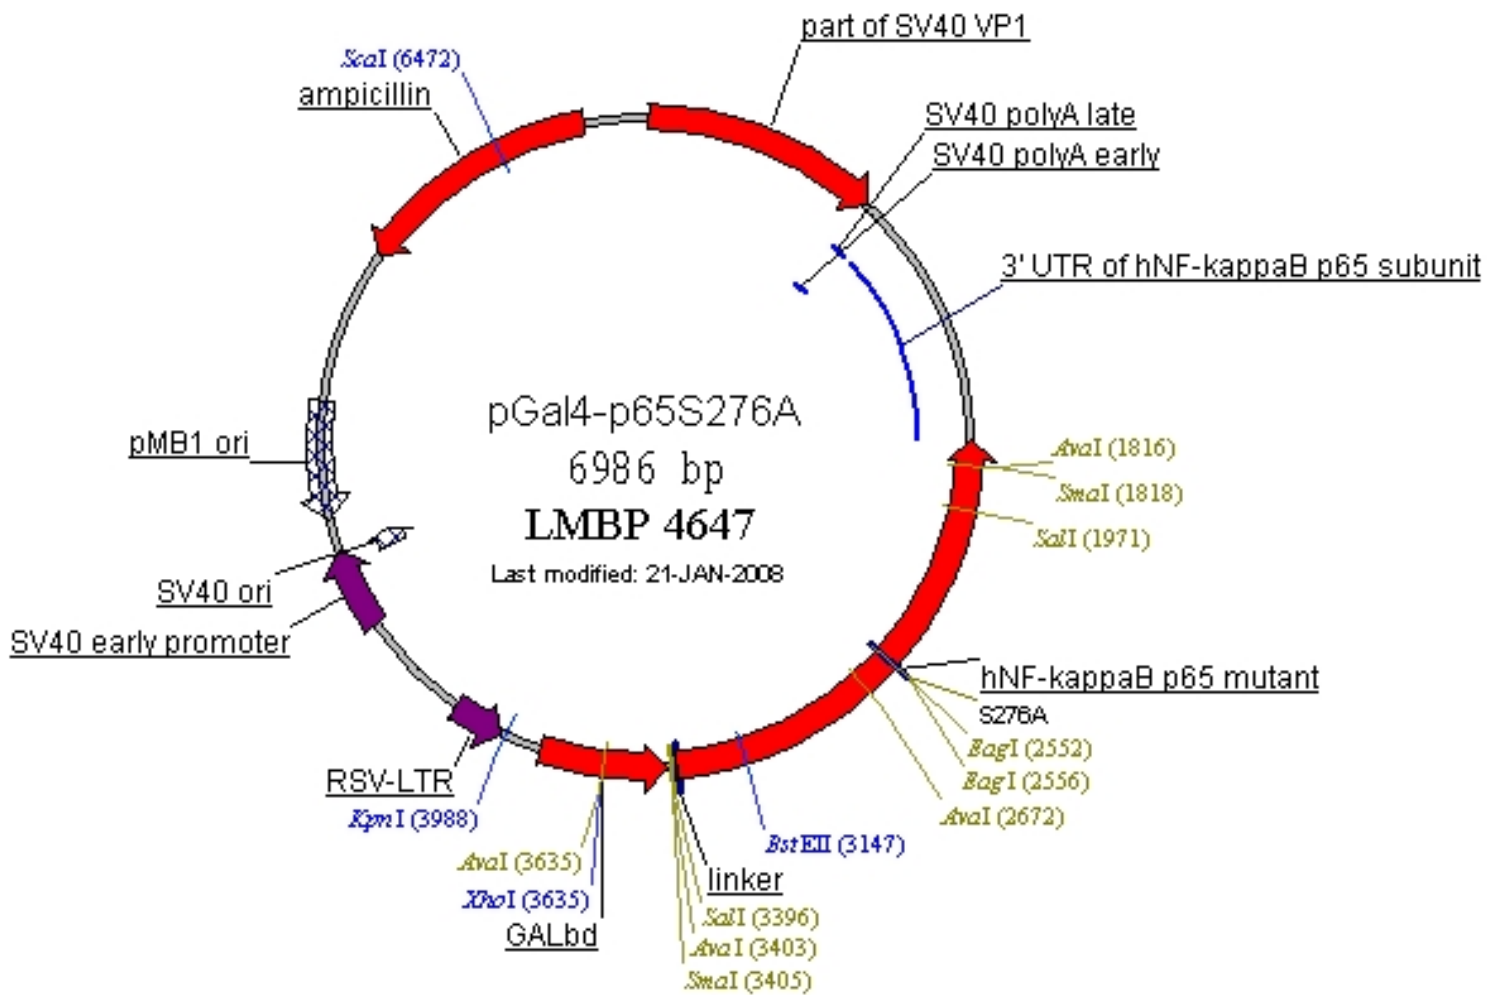 part of SV40 VP1
ScaI (6472)
ampicillin
SV40 polyA late
SV40 polyA early
3' UTR of hNF-kappaB p65 subunit
pGal4-p65S276A
6986 bp
LMBP 4647
Last modified: 21-JAN-2008
pMB1 ori
AvaI (1816)
SmaI (1818)
SalI (1971)
SV40 ori
SV40 early promoter
hNF-kappaB p65 mutant
S276A
EagI (2552)
EagI (2556)
AvaI (2672)
RSV-LTR
KpnI (3988)
BstEII (3147)
AvaI (3635)
XhoI (3635)
GALbd
linker
SalI (3396)
AvaI (3403)
SmaI (3405)